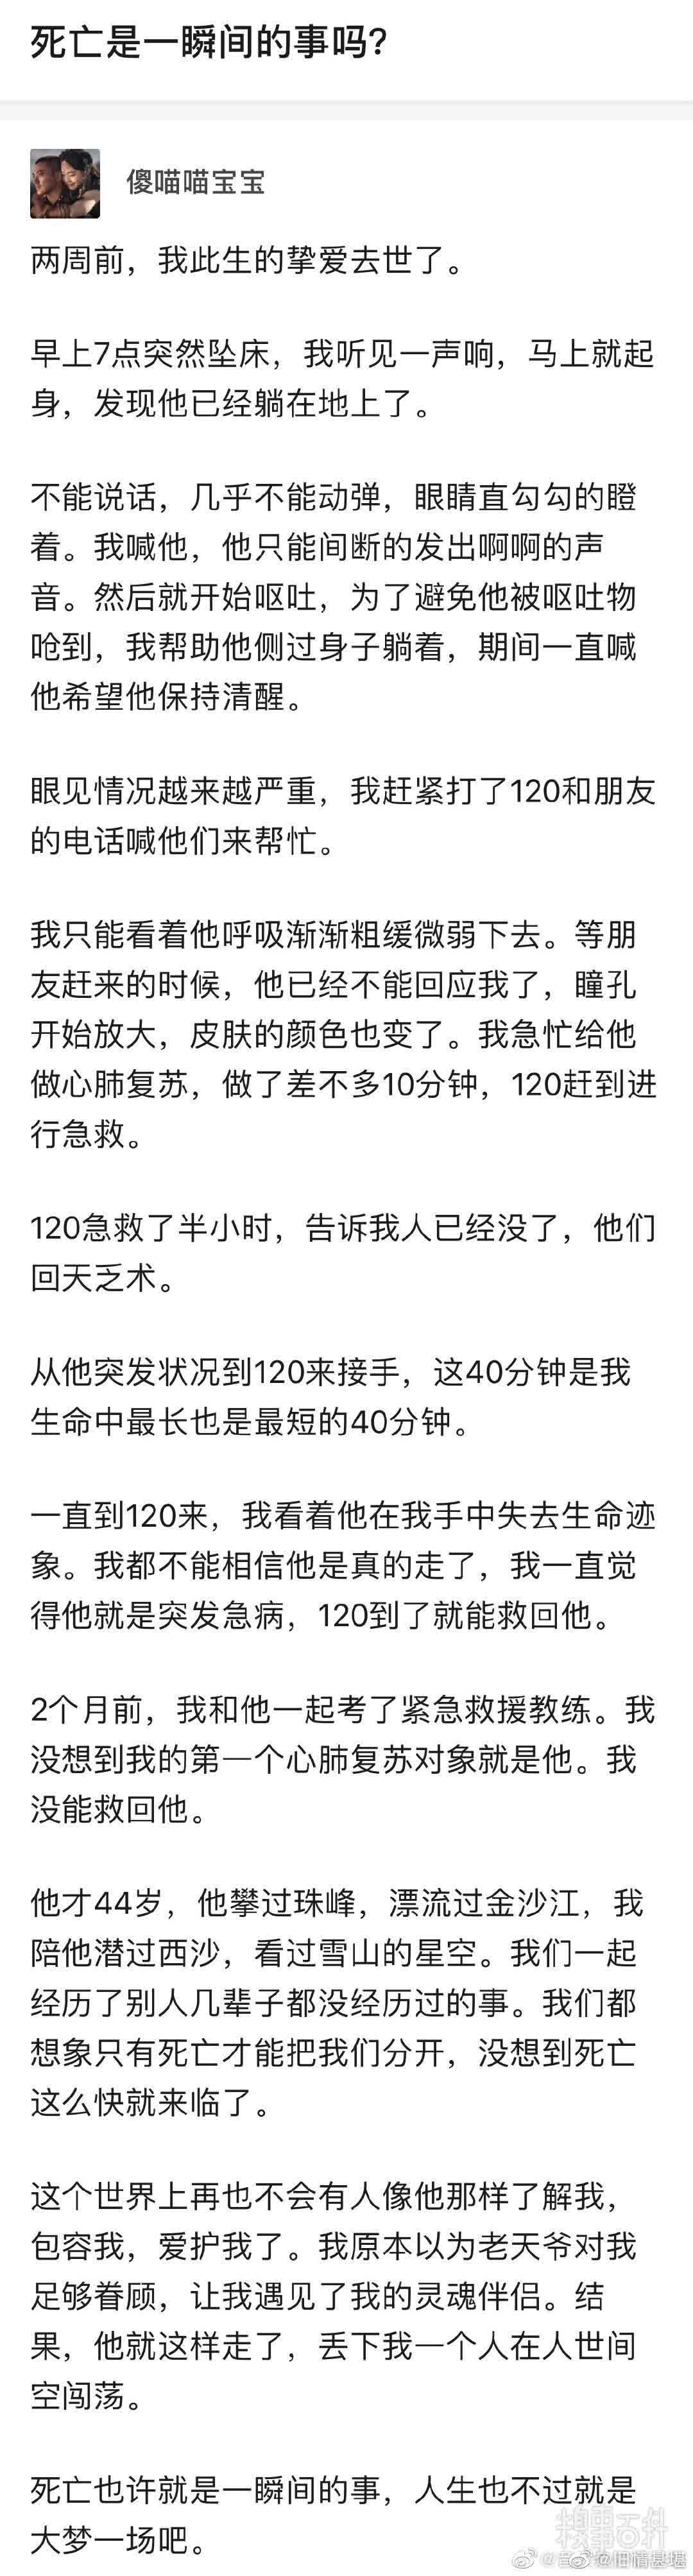 死亡是一瞬间的事吗?
傻喵喵宝宝
两周前，我此生的挚爱去世了。
早上7点突然坠床，我听见一声响，马上就起
身，发现他已经躺在地上了。
不能说话，几乎不能动弹，眼睛直勾勾的瞪
着。我喊他，他只能间断的发出啊啊的声
音。然后就开始呕吐，为了避免他被呕吐物
呛到，我帮助他侧过身子躺着，期间一直喊
他希望他保持清醒。
眼见情况越来越严重，我赶紧打了120和朋友
的电话喊他们来帮忙。
我只能看着他呼吸渐渐粗缓微弱下去。等朋
友赶来的时候，他已经不能回应我了，瞳孔
开始放大，皮肤的颜色也变了。我急忙给他
做心肺复苏，做了差不多10分钟，120赶到进
行急救。
120急救了半小时，告诉我人已经没了，他们
回天乏术。
从他突发状况到120来接手，这40分钟是我
生命中最长也是最短的40分钟。
一直到120来，我看着他在我手中失去生命迹
象。我都不能相信他是真的走了，我一直觉
得他就是突发急病，120到了就能救回他。
2个月前，我和他一起考了紧急救援教练。我
没想到我的第一个心肺复苏对象就是他。我
没能救回他。
他才44岁，他攀过珠峰，漂流过金沙江，我
陪他潜过西沙，看过雪山的星空。我们一起
经历了别人几辈子都没经历过的事。我们都
想象只有死亡才能把我们分开，没想到死亡
这么快就来临了。
这个世界上再也不会有人像他那样了解我，
包容我，爱护我了。我原本以为老天爷对我
足够眷顾，让我遇见了我的灵魂伴侣。结
果，他就这样走了，丢下我一个人在人世间
空闯荡。
死亡也许就是一瞬间的事，人生也不过就是
大梦一场吧。
@旧情甚堪